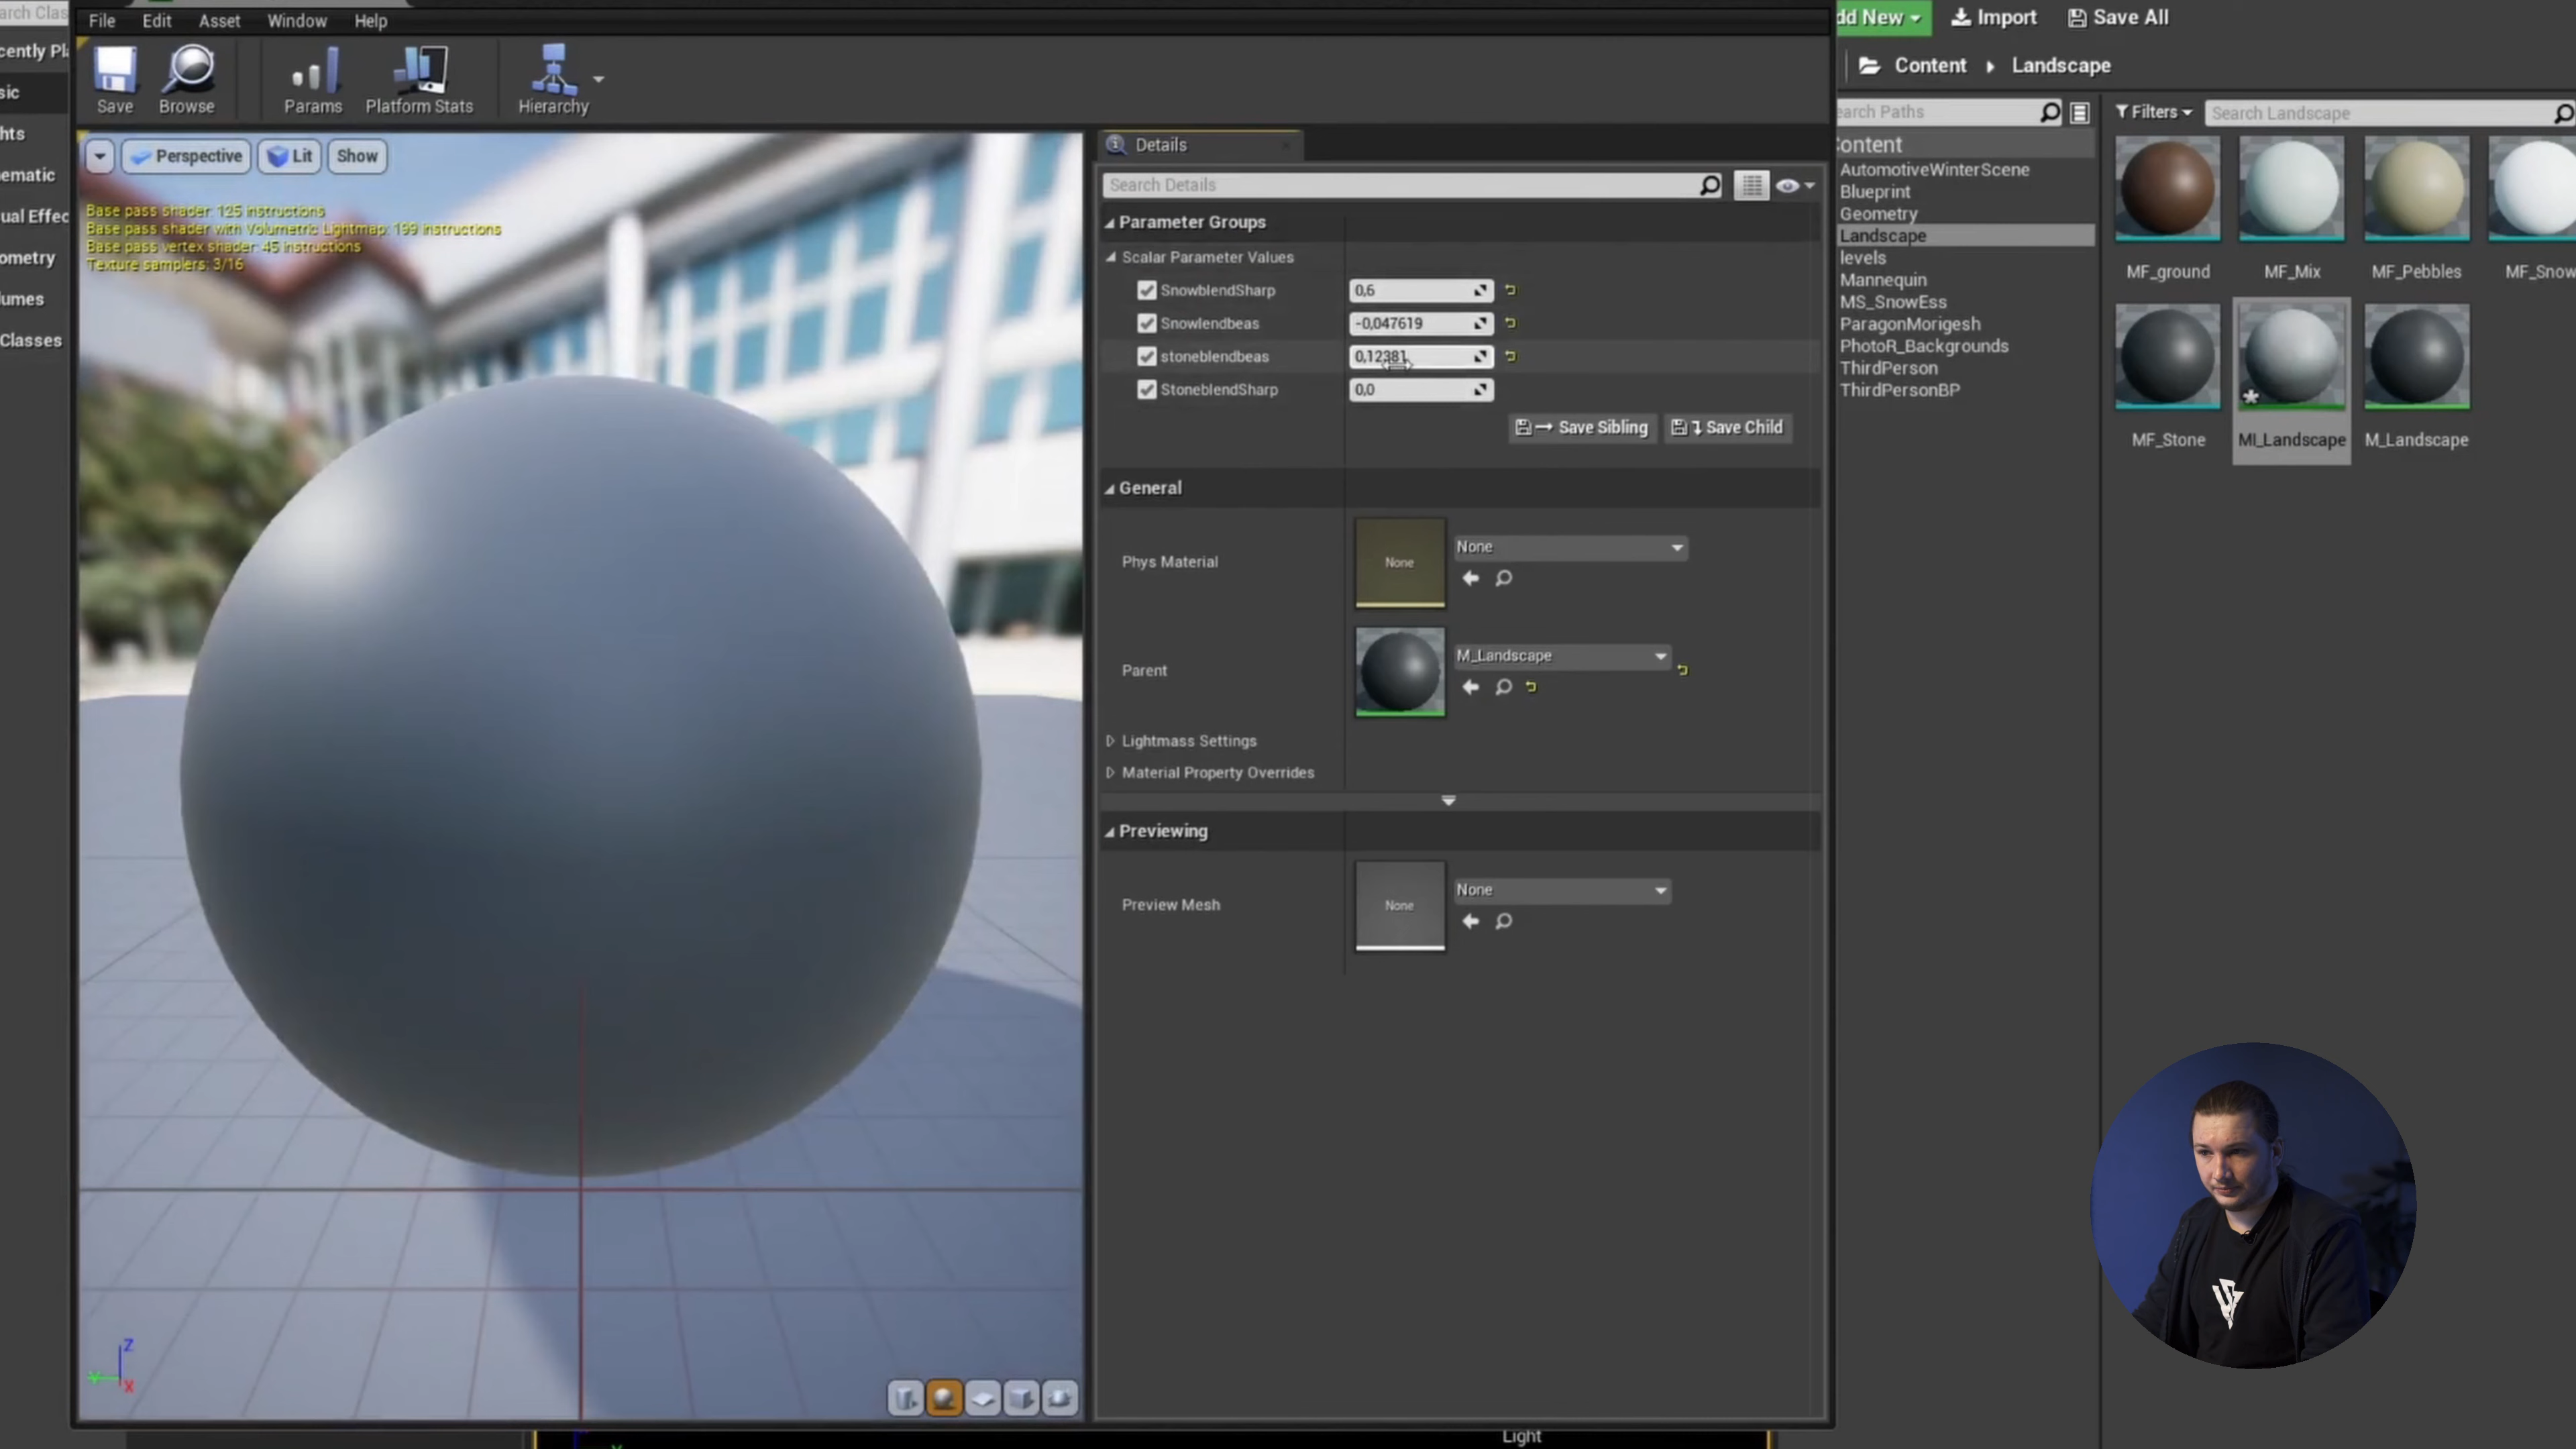 arch Clas
cently Pla
sic
hts
ematic
ual Effec
ometry
lumes
Classes
File Edit Asset Window Help
Save Browse Params Platform Stats Hierarchy
Perspective Lit Show
Base pass shader: 125 instructions
Base pass shader with Volumetric Lightmap: 199 instructions
Base pass vertex shader: 45 instructions
Texture samplers: 3/16
Z
Y
X
Details
Search Details
Parameter Groups
Scalar Parameter Values
SnowblendSharp 0,6
Snowlendbeas -0,047619
stoneblendbeas 0,12381
StoneblendSharp 0,0
Save Sibling Save Child
General
Phys Material None None
Parent M_Landscape
Lightmass Settings
Material Property Overrides
Previewing
Preview Mesh None None
Light
dd New Import Save All
Content Landscape
earch Paths Filters Search Landscape
Content
AutomotiveWinterScene
Blueprint
Geometry
Landscape
levels
Mannequin
MS_SnowEss
ParagonMorigesh
PhotoR_Backgrounds
ThirdPerson
ThirdPersonBP
MF_ground MF_Mix MF_Pebbles MF_Snow
MF_Stone MI_Landscape M_Landscape